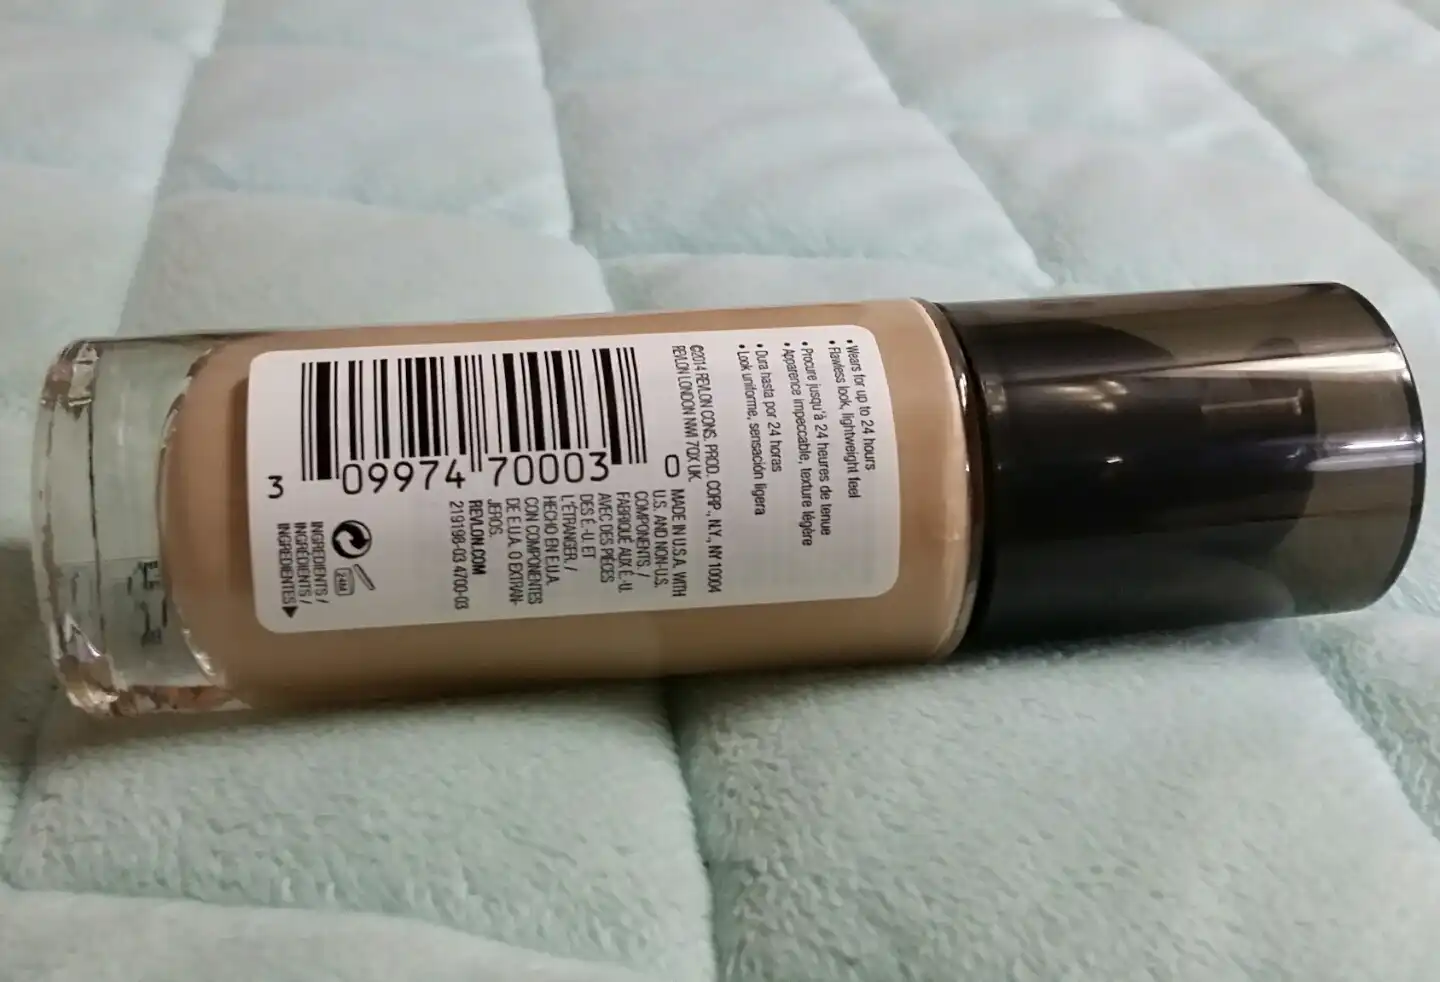 • Wears for up to 24 hours
• Flawless look, lightweight feel
• Procure jusqu'à 24 heures de tenue
• Apparence impeccable, texture légère
• Dura hasta por 24 horas
• Look uniforme, sensación ligera
©2014 REVLON CONS. PROD. CORP., N.Y., NY 10004
REVLON LONDON NW1 7QX UK.
MADE IN U.S.A. WITH
U.S. AND NON-U.S.
COMPONENTS. /
FABRIQUÉ AUX É.-U.
AVEC DES PIÈCES
DES É.-U. ET
L'ÉTRANGER. /
HECHO EN E.U.A.
CON COMPONENTES
DE E.U.A. O EXTRAN-
JEROS.
REVLON.COM
219198-03 4700-03
3 09974 70003 0
24M
INGREDIENTS /
INGRÉDIENTS /
INGREDIENTES